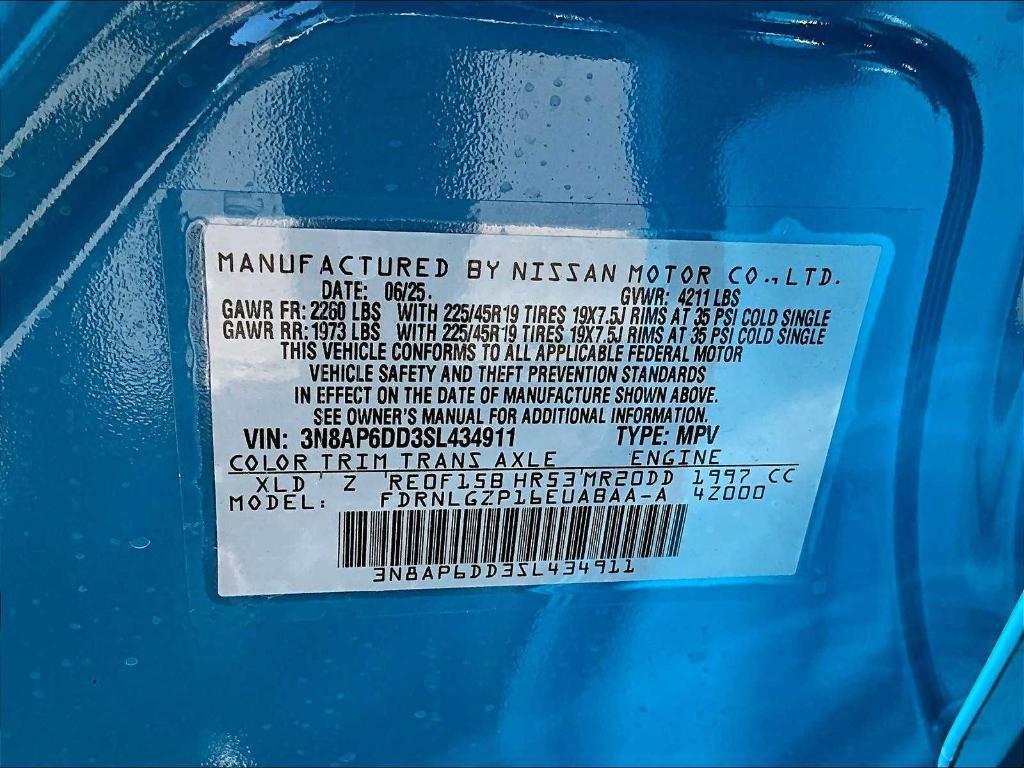 MANUFACTURED BY NISSAN MOTOR CO., LTD.
DATE: 06/25. GVWR: 4211 LBS
GAWR FR: 2260 LBS WITH 225/45R19 TIRES 19X7.5J RIMS AT 35 PSI COLD SINGLE
GAWR RR: 1973 LBS WITH 225/45R19 TIRES 19X7.5J RIMS AT 35 PSI COLD SINGLE
THIS VEHICLE CONFORMS TO ALL APPLICABLE FEDERAL MOTOR
VEHICLE SAFETY AND THEFT PREVENTION STANDARDS
IN EFFECT ON THE DATE OF MANUFACTURE SHOWN ABOVE.
SEE OWNER'S MANUAL FOR ADDITIONAL INFORMATION.
VIN: 3N8AP6DD3SL434911 TYPE: MPV
COLOR TRIM TRANS AXLE ENGINE
XLD Z RE0F15B HR53 MR20DD 1997 CC
MODEL: FDRNLGZP16EUABAA-A 4Z000
3N8AP6DD3SL434911